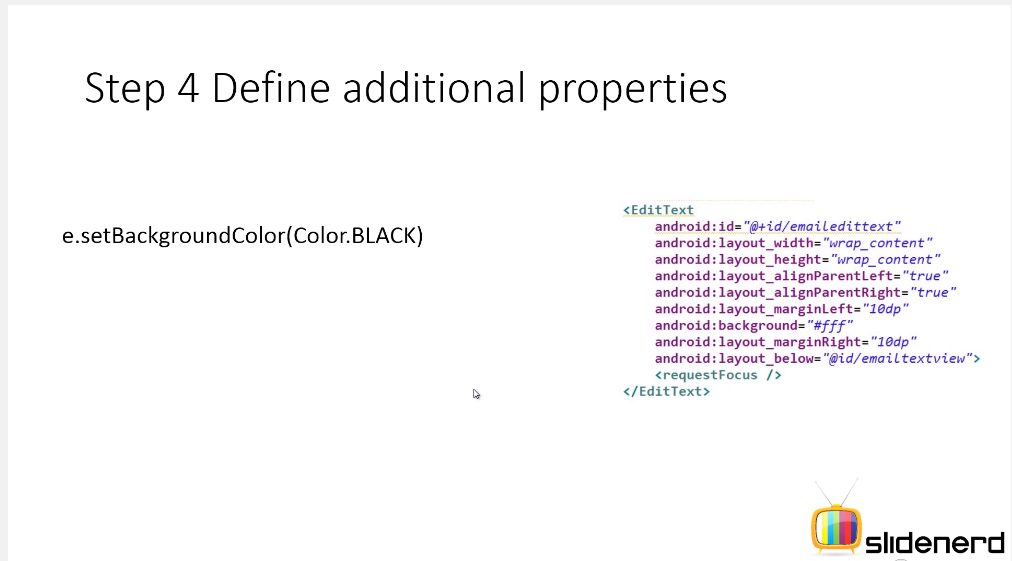 Step 4 Define additional properties
e.setBackgroundColor(Color.BLACK)
<EditText
android:id="@+id/emailedittext"
android:layout_width="wrap_content"
android:layout_height="wrap_content"
android:layout_alignParentLeft="true"
android:layout_alignParentRight="true"
android:layout_marginLeft="10dp"
android:background="#fff"
android:layout_marginRight="10dp"
android:layout_below="@id/emailtextview">
<requestFocus />
</EditText>
slidenerd